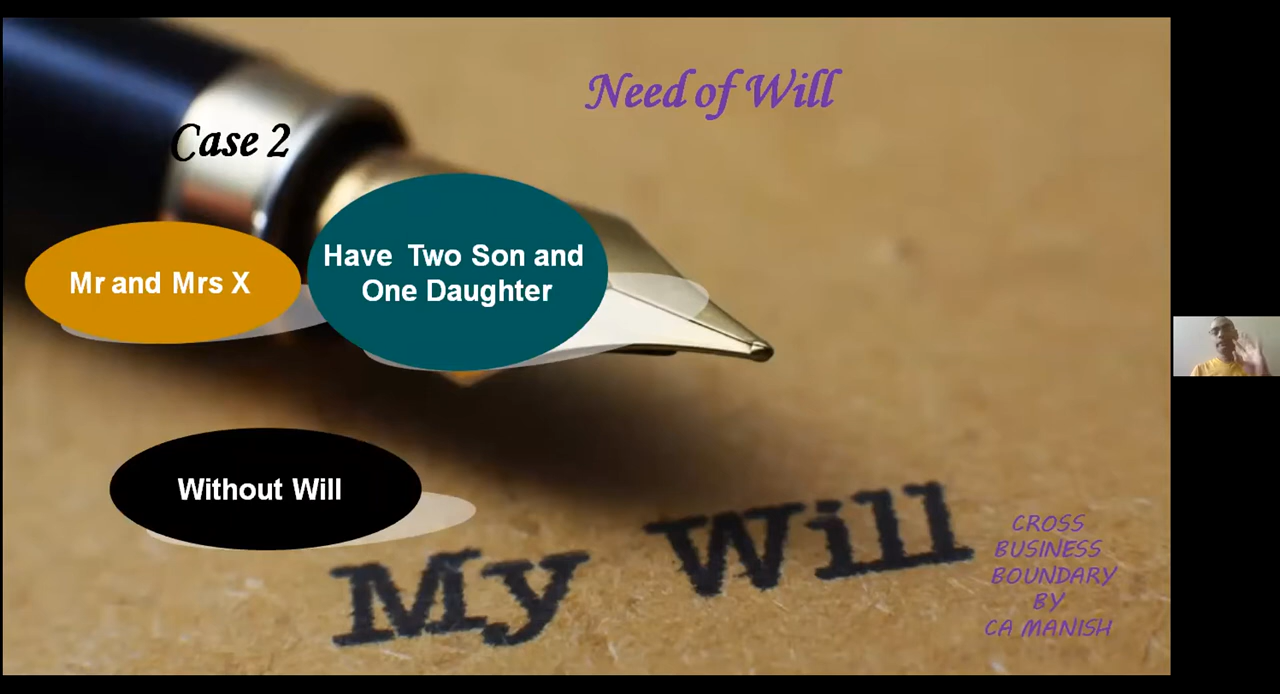 Need of Will
Case 2
Have Two Son and
One Daughter
Mr and Mrs X
Without Will
My Will
CROSS
BUSINESS
BOUNDARY
BY
CA MANISH